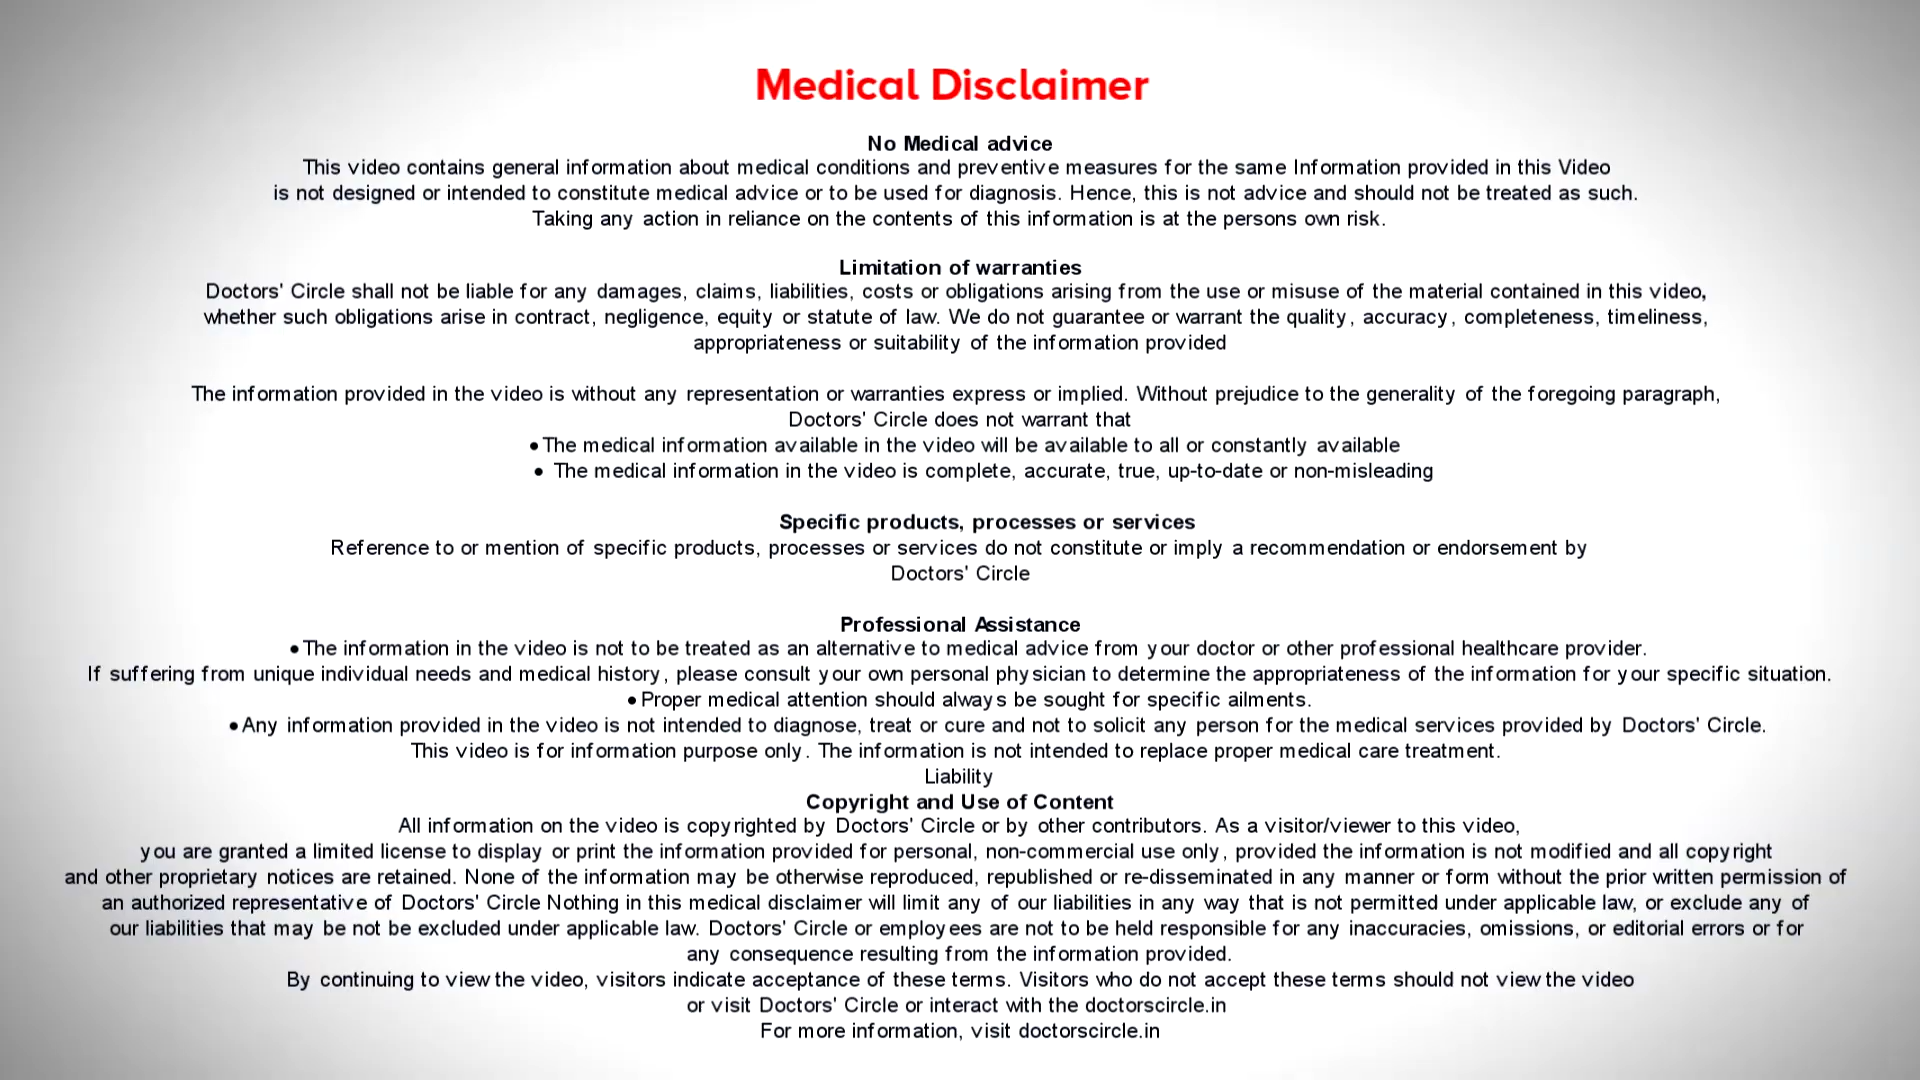 Medical Disclaimer
No Medical advice
This video contains general information about medical conditions and preventive measures for the same Information provided in this Video
is not designed or intended to constitute medical advice or to be used for diagnosis. Hence, this is not advice and should not be treated as such.
Taking any action in reliance on the contents of this information is at the persons own risk.
Limitation of warranties
Doctors' Circle shall not be liable for any damages, claims, liabilities, costs or obligations arising from the use or misuse of the material contained in this video,
whether such obligations arise in contract, negligence, equity or statute of law. We do not guarantee or warrant the quality, accuracy, completeness, timeliness,
appropriateness or suitability of the information provided
The information provided in the video is without any representation or warranties express or implied. Without prejudice to the generality of the foregoing paragraph,
Doctors' Circle does not warrant that
• The medical information available in the video will be available to all or constantly available
• The medical information in the video is complete, accurate, true, up-to-date or non-misleading
Specific products, processes or services
Reference to or mention of specific products, processes or services do not constitute or imply a recommendation or endorsement by
Doctors' Circle
Professional Assistance
• The information in the video is not to be treated as an alternative to medical advice from your doctor or other professional healthcare provider.
If suffering from unique individual needs and medical history, please consult your own personal physician to determine the appropriateness of the information for your specific situation.
• Proper medical attention should always be sought for specific ailments.
• Any information provided in the video is not intended to diagnose, treat or cure and not to solicit any person for the medical services provided by Doctors' Circle.
This video is for information purpose only. The information is not intended to replace proper medical care treatment.
Liability
Copyright and Use of Content
All information on the video is copyrighted by Doctors' Circle or by other contributors. As a visitor/viewer to this video,
you are granted a limited license to display or print the information provided for personal, non-commercial use only, provided the information is not modified and all copyright
and other proprietary notices are retained. None of the information may be otherwise reproduced, republished or re-disseminated in any manner or form without the prior written permission of
an authorized representative of Doctors' Circle Nothing in this medical disclaimer will limit any of our liabilities in any way that is not permitted under applicable law, or exclude any of
our liabilities that may be not be excluded under applicable law. Doctors' Circle or employees are not to be held responsible for any inaccuracies, omissions, or editorial errors or for
any consequence resulting from the information provided.
By continuing to view the video, visitors indicate acceptance of these terms. Visitors who do not accept these terms should not view the video
or visit Doctors' Circle or interact with the doctorscircle.in
For more information, visit doctorscircle.in